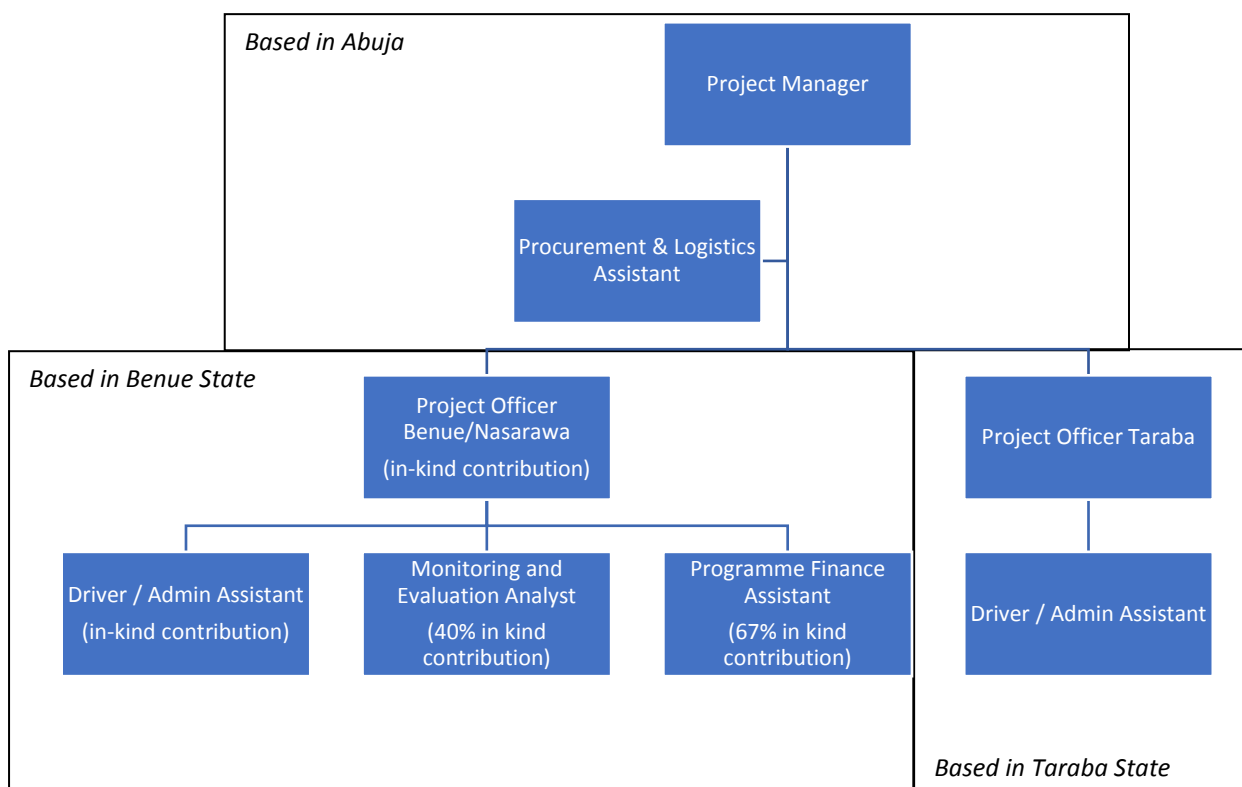 Based in Abuja
Project Manager
Procurement & Logistics
Assistant
Based in Benue State
Project Officer
Benue/Nasarawa
(in-kind contribution)
Project Officer Taraba
Driver / Admin Assistant
(in-kind contribution)
Monitoring and
Evaluation Analyst
(40% in kind
contribution)
Programme Finance
Assistant
(67% in kind
contribution)
Driver / Admin Assistant
Based in Taraba State